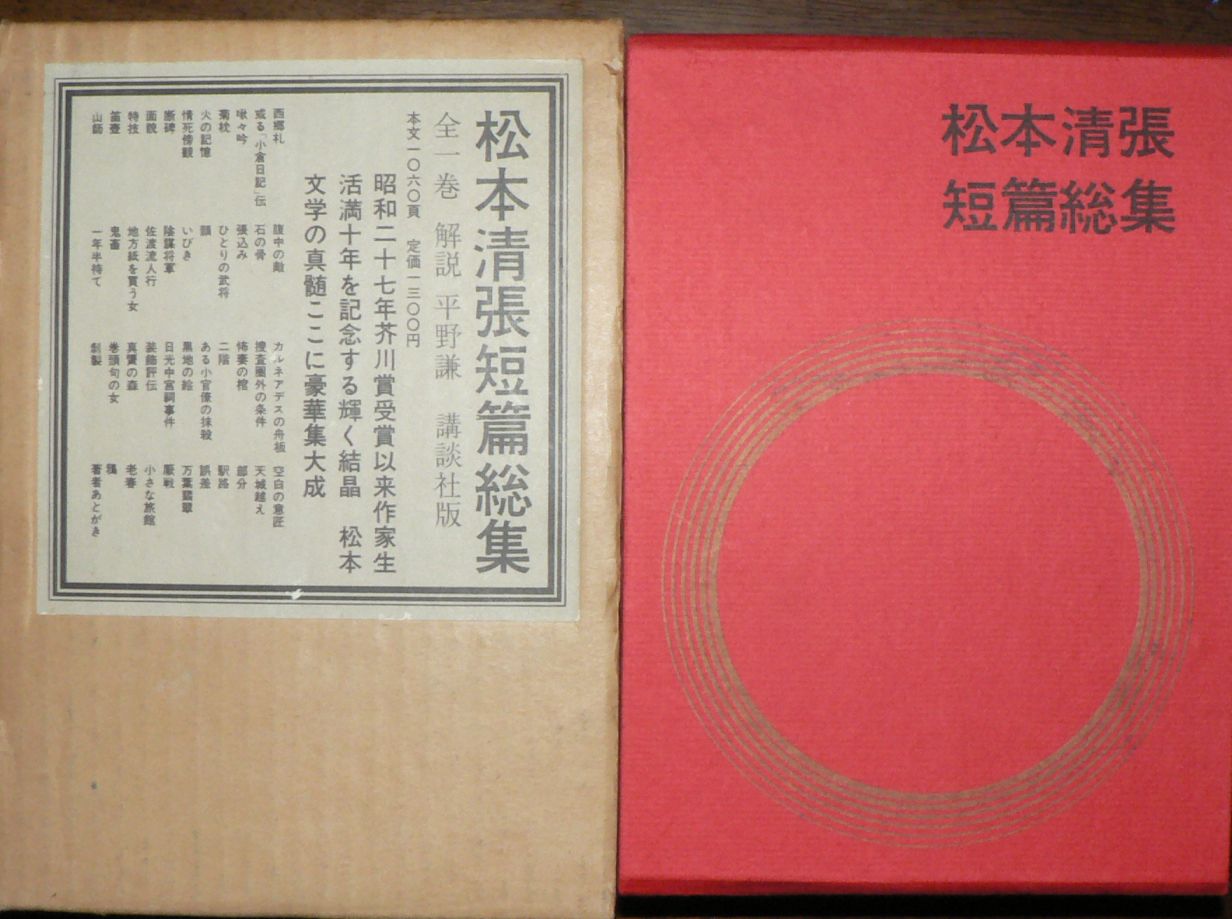 松本清張短篇総集
全一巻 解説 平野謙 講談社版
本文一〇六〇頁 定価一三〇〇円
昭和二十七年芥川賞受賞以来作家生
活満十年を記念する輝く結晶 松本
文学の真髄ここに豪華集大成
西郷札
或る「小倉日記」伝
啾々吟
菊枕
火の記憶
情死傍観
断碑
面貌
特技
笛壺
山師
腹中の敵
石の骨
張込み
ひとりの武将
顔
いびき
陰謀将軍
佐渡流人行
地方紙を買う女
鬼畜
一年半待て
カルネアデスの舟板
捜査圏外の条件
怖妻の棺
二階
ある小官僚の抹殺
黒地の絵
日光中宮祠事件
装飾評伝
真贋の森
巻頭句の女
剝製
空白の意匠
天城越え
部分
駅路
誤差
万葉翡翠
厭戦
小さな旅館
老春
鴉
著者あとがき
松本清張
短篇総集